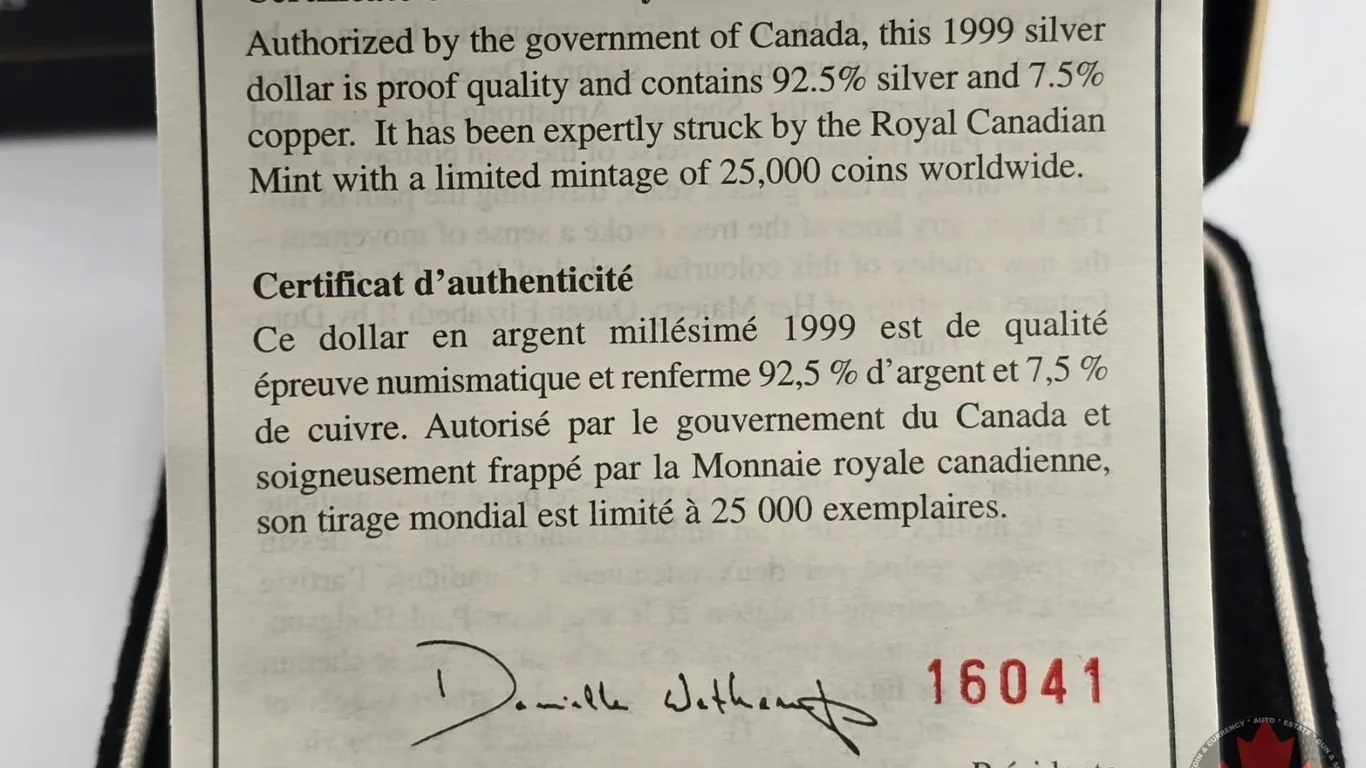 Authorized by the government of Canada, this 1999 silver
dollar is proof quality and contains 92.5% silver and 7.5%
copper. It has been expertly struck by the Royal Canadian
Mint with a limited mintage of 25,000 coins worldwide.
Certificat d'authenticité
Ce dollar en argent millésimé 1999 est de qualité
épreuve numismatique et renferme 92,5 % d'argent et 7,5 %
de cuivre. Autorisé par le gouvernement du Canada et
soigneusement frappé par la Monnaie royale canadienne,
son tirage mondial est limité à 25 000 exemplaires.
16041
& CURRENCY · AUTO · ESTATE